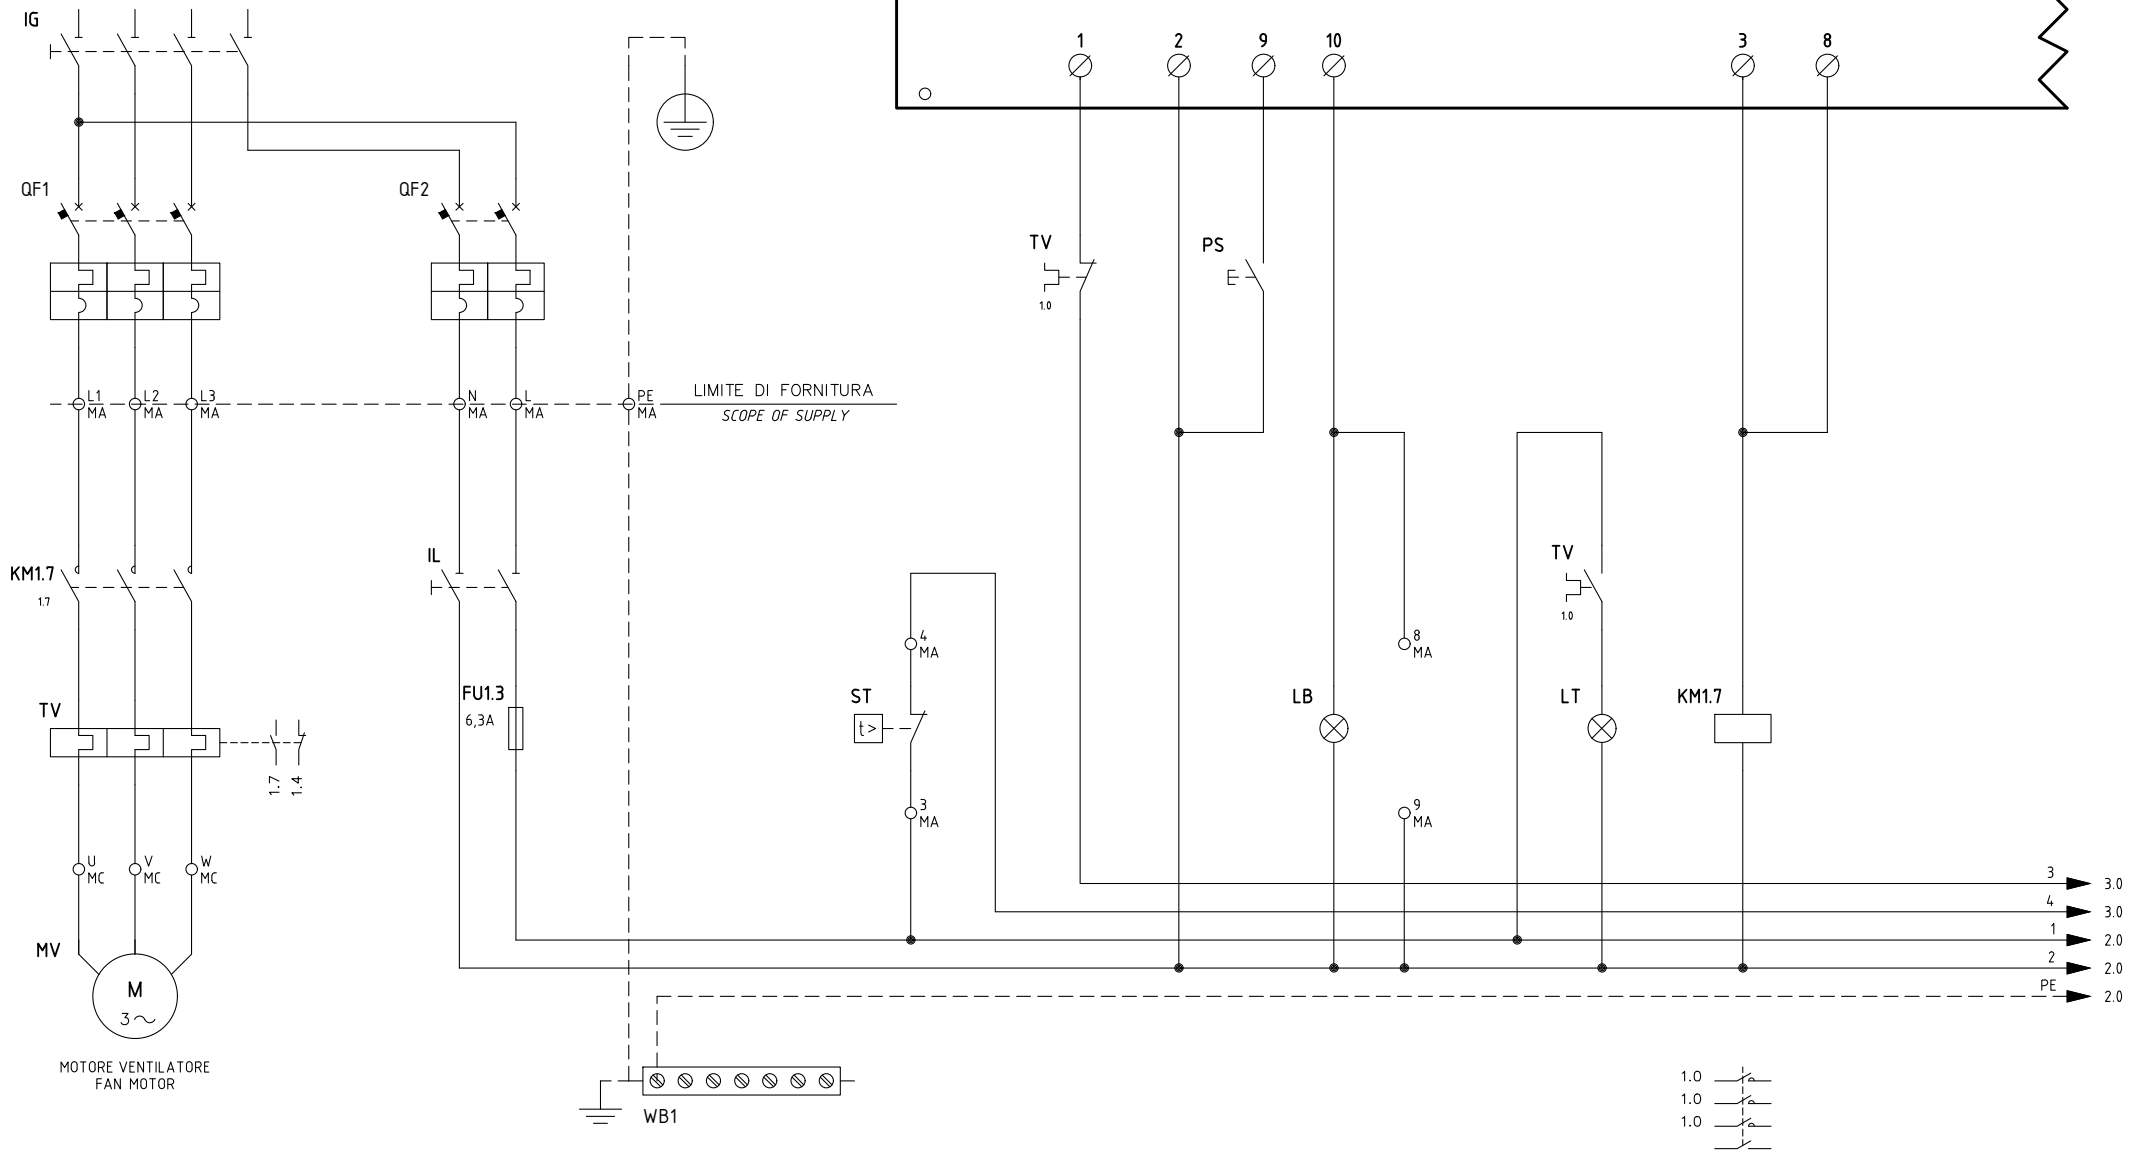 IG
1
2
9
10
3
8
QF1
QF2
TV
1.0
PS
L1
MA
L2
MA
L3
MA
N
MA
L
MA
PE
MA
LIMITE DI FORNITURA
SCOPE OF SUPPLY
KM1.7
1.7
IL
TV
1.0
4
MA
8
MA
TV
FU1.3
6,3A
ST
t>
LB
LT
KM1.7
1.7
1.4
3
MA
9
MA
U
MC
V
MC
W
MC
3
3.0
4
3.0
1
2.0
2
2.0
PE
2.0
MV
M
3~
MOTORE VENTILATORE
FAN MOTOR
WB1
1.0
1.0
1.0